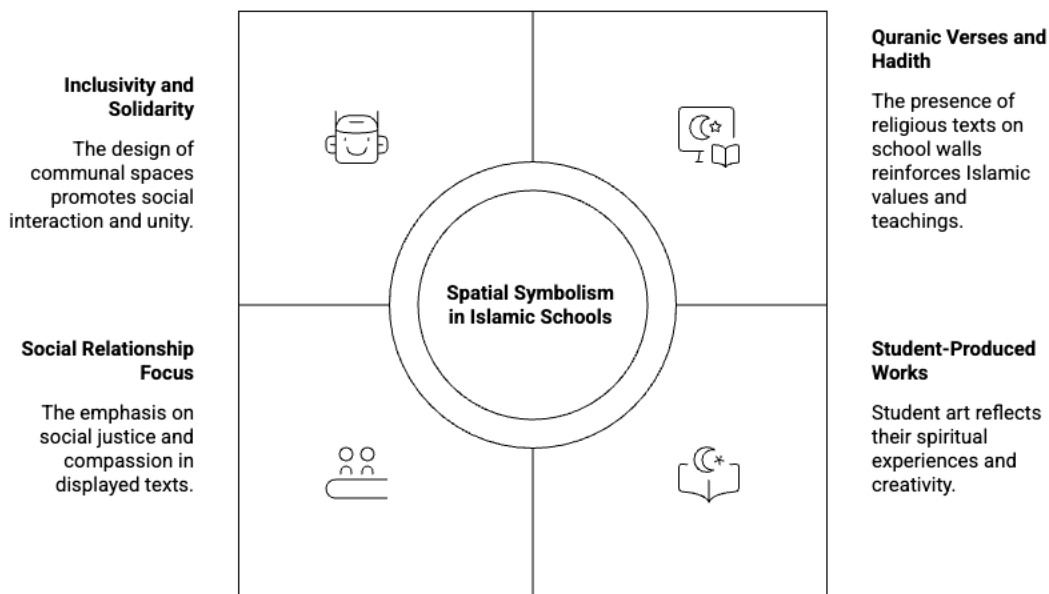 Inclusivity and
Solidarity
The design of
communal spaces
promotes social
interaction and unity.
Quranic Verses and
Hadith
The presence of
religious texts on
school walls
reinforces Islamic
values and
teachings.
Spatial Symbolism
in Islamic Schools
Social Relationship
Focus
The emphasis on
social justice and
compassion in
displayed texts.
Student-Produced
Works
Student art reflects
their spiritual
experiences and
creativity.